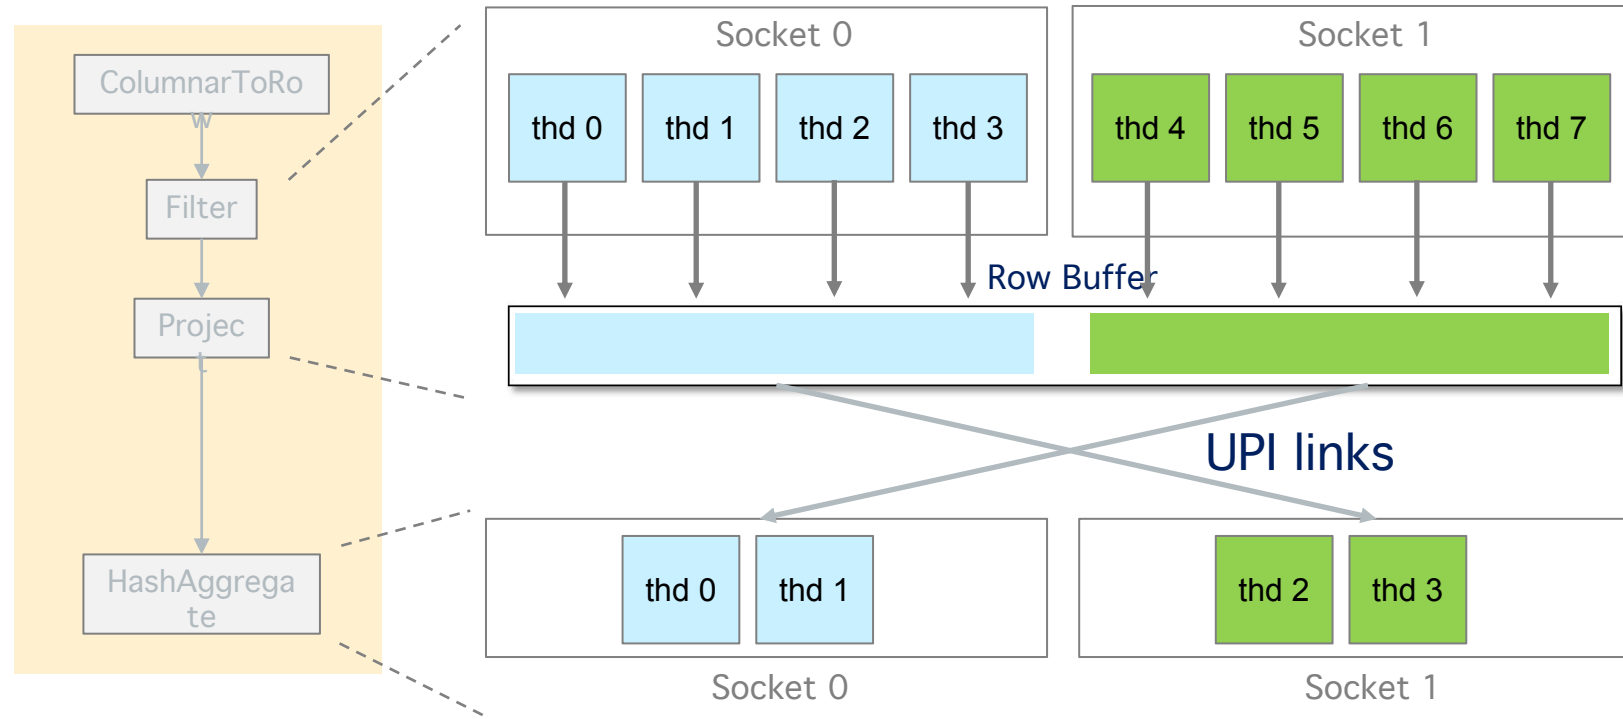 ColumnarToRo
w
Filter
Projec
t
HashAggrega
te
Socket 0
thd 0
thd 1
thd 2
thd 3
Socket 1
thd 4
thd 5
thd 6
thd 7
Row Buffer
UPI links
thd 0
thd 1
Socket 0
thd 2
thd 3
Socket 1